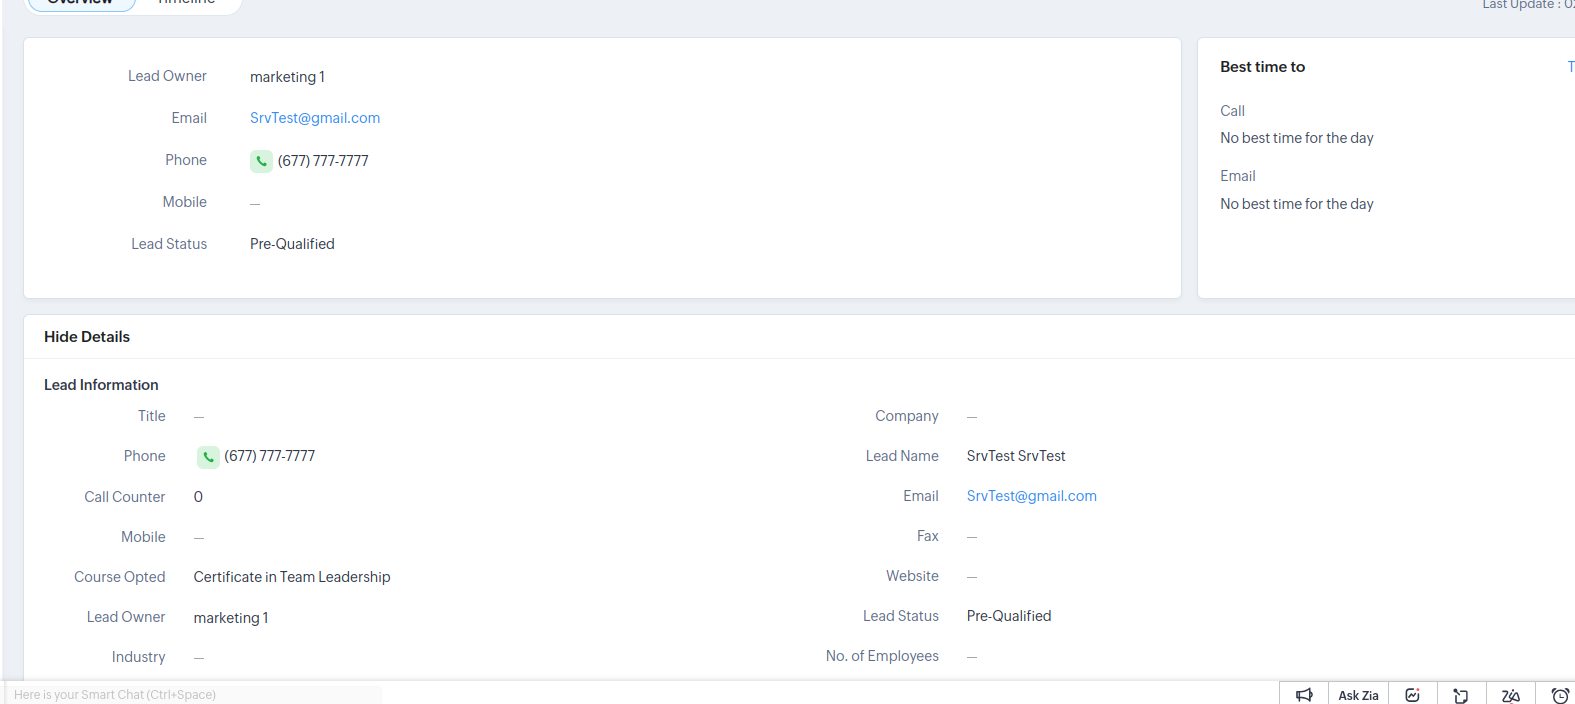 Overview Timeline
Last Update :
Lead Owner marketing 1
Email SrvTest@gmail.com
Phone (677) 777-7777
Mobile —
Lead Status Pre-Qualified
Best time to
Call
No best time for the day
Email
No best time for the day
Hide Details
Lead Information
Title — Company —
Phone (677) 777-7777 Lead Name SrvTest SrvTest
Call Counter 0 Email SrvTest@gmail.com
Mobile — Fax —
Course Opted Certificate in Team Leadership Website —
Lead Owner marketing 1 Lead Status Pre-Qualified
Industry — No. of Employees —
Here is your Smart Chat (Ctrl+Space) Ask Zia